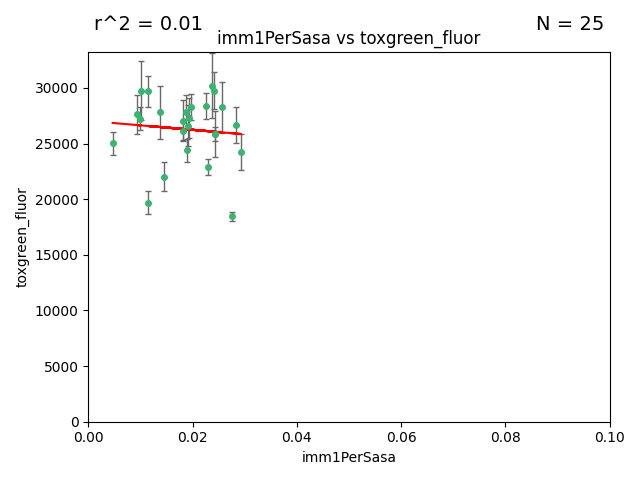 r^2 = 0.01
N = 25
imm1PerSasa vs toxgreen_fluor
30000
25000
20000
15000
10000
5000
0
toxgreen_fluor
0.00 0.02 0.04 0.06 0.08 0.10
imm1PerSasa